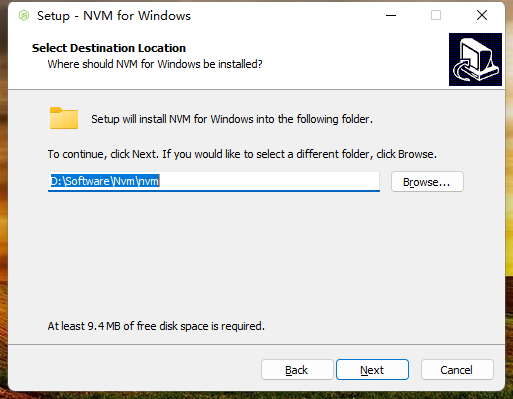 Setup - NVM for Windows
Select Destination Location
Where should NVM for Windows be installed?
Setup will install NVM for Windows into the following folder.
To continue, click Next. If you would like to select a different folder, click Browse.
D:\Software\Nvm\nvm
Browse...
At least 9.4 MB of free disk space is required.
Back
Next
Cancel